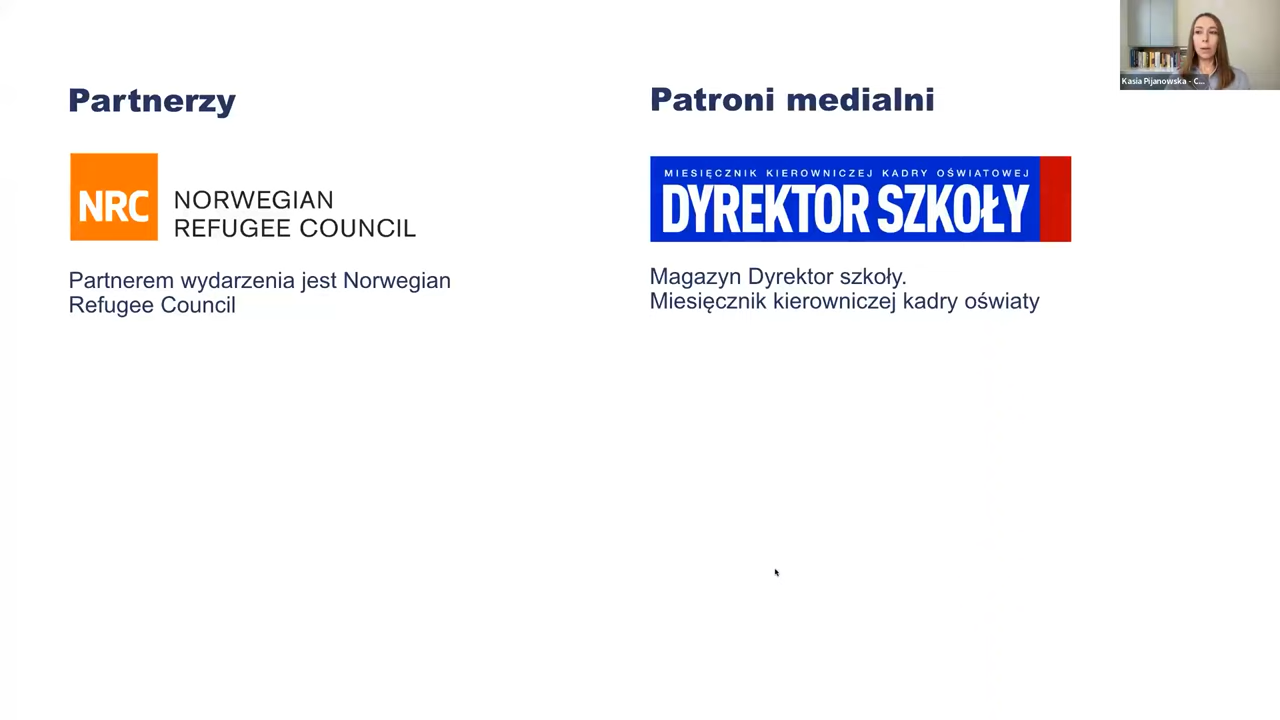 Partnerzy
NRC
NORWEGIAN
REFUGEE COUNCIL
Partnerem wydarzenia jest Norwegian
Refugee Council
Patroni medialni
MIESIĘCZNIK KIEROWNICZEJ KADRY OŚWIATOWEJ
DYREKTOR SZKOŁY
Magazyn Dyrektor szkoły.
Miesięcznik kierowniczej kadry oświaty
Kasia Pijanowska - C...